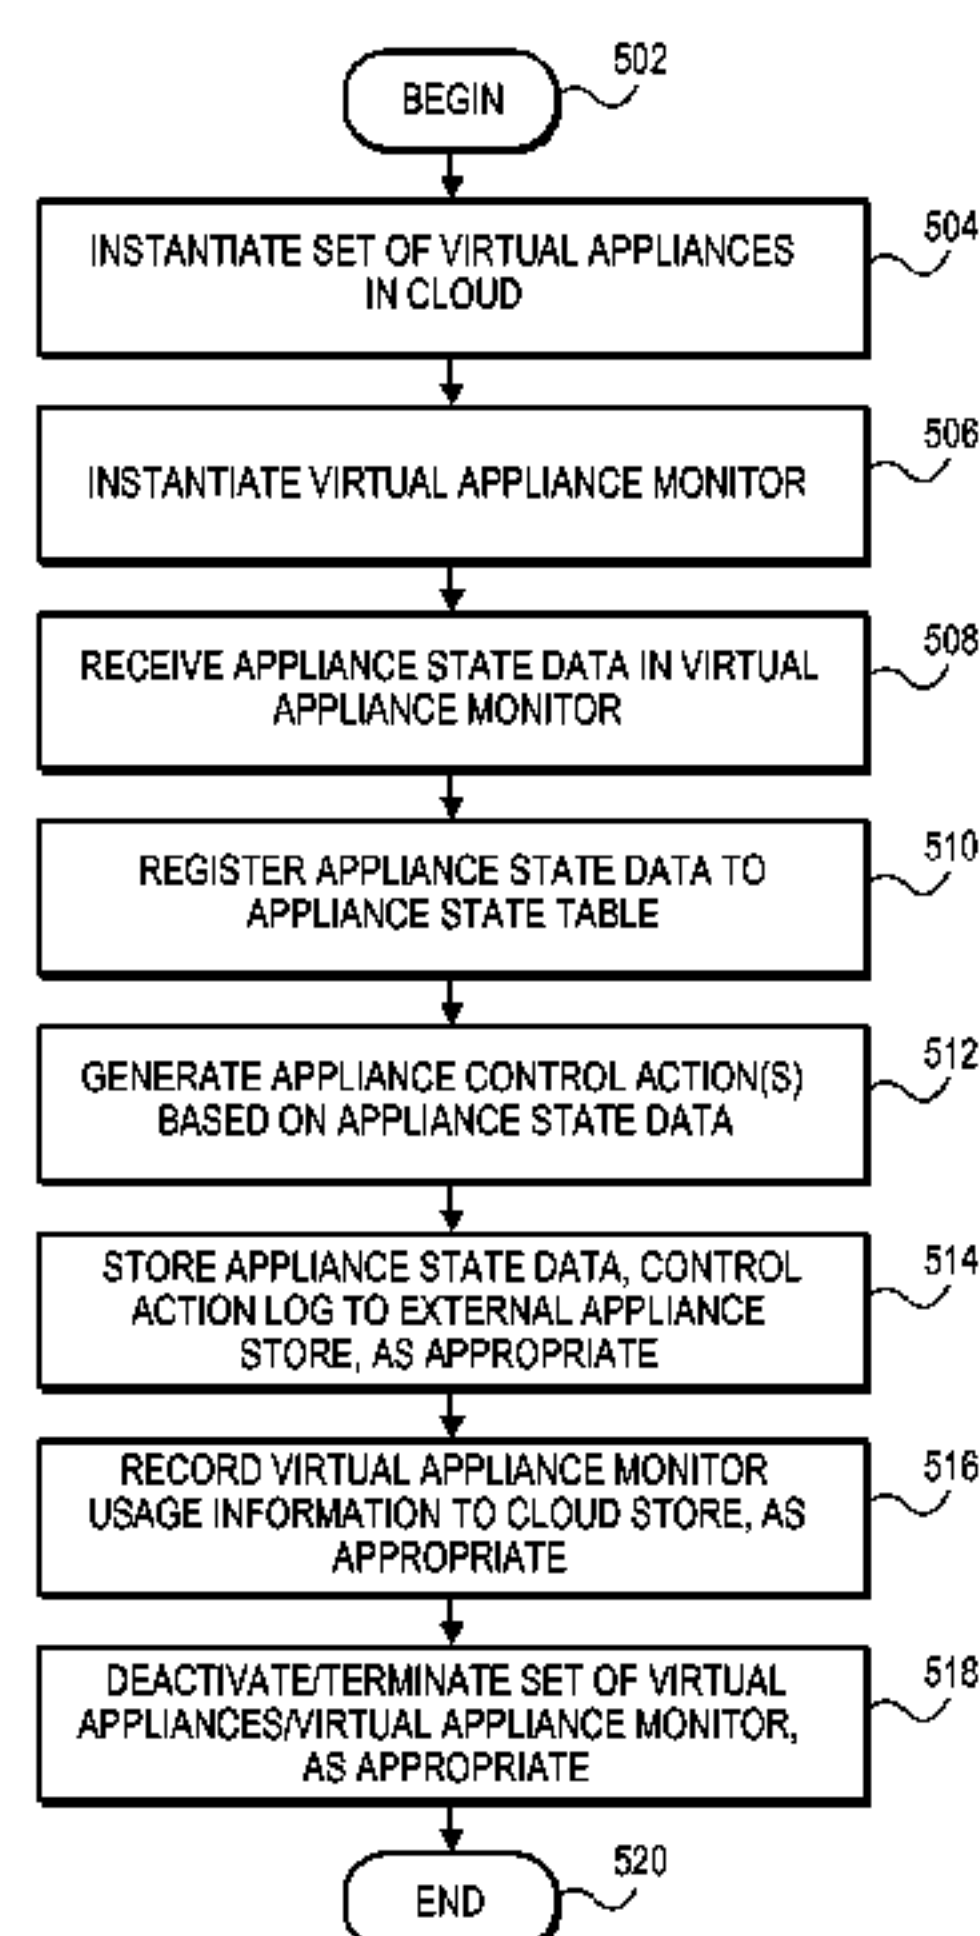 BEGIN
502
INSTANTIATE SET OF VIRTUAL APPLIANCES
IN CLOUD
504
INSTANTIATE VIRTUAL APPLIANCE MONITOR
506
RECEIVE APPLIANCE STATE DATA IN VIRTUAL
APPLIANCE MONITOR
508
REGISTER APPLIANCE STATE DATA TO
APPLIANCE STATE TABLE
510
GENERATE APPLIANCE CONTROL ACTION(S)
BASED ON APPLIANCE STATE DATA
512
STORE APPLIANCE STATE DATA, CONTROL
ACTION LOG TO EXTERNAL APPLIANCE
STORE, AS APPROPRIATE
514
RECORD VIRTUAL APPLIANCE MONITOR
USAGE INFORMATION TO CLOUD STORE, AS
APPROPRIATE
516
DEACTIVATE/TERMINATE SET OF VIRTUAL
APPLIANCES/VIRTUAL APPLIANCE MONITOR,
AS APPROPRIATE
518
END
520